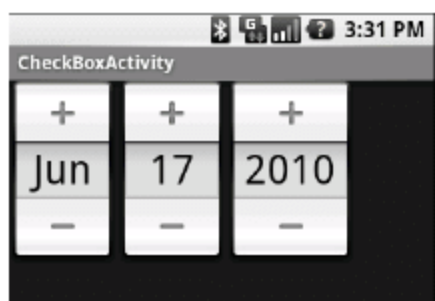 3:31 PM
CheckBoxActivity
+ + +
Jun 17 2010
- - -